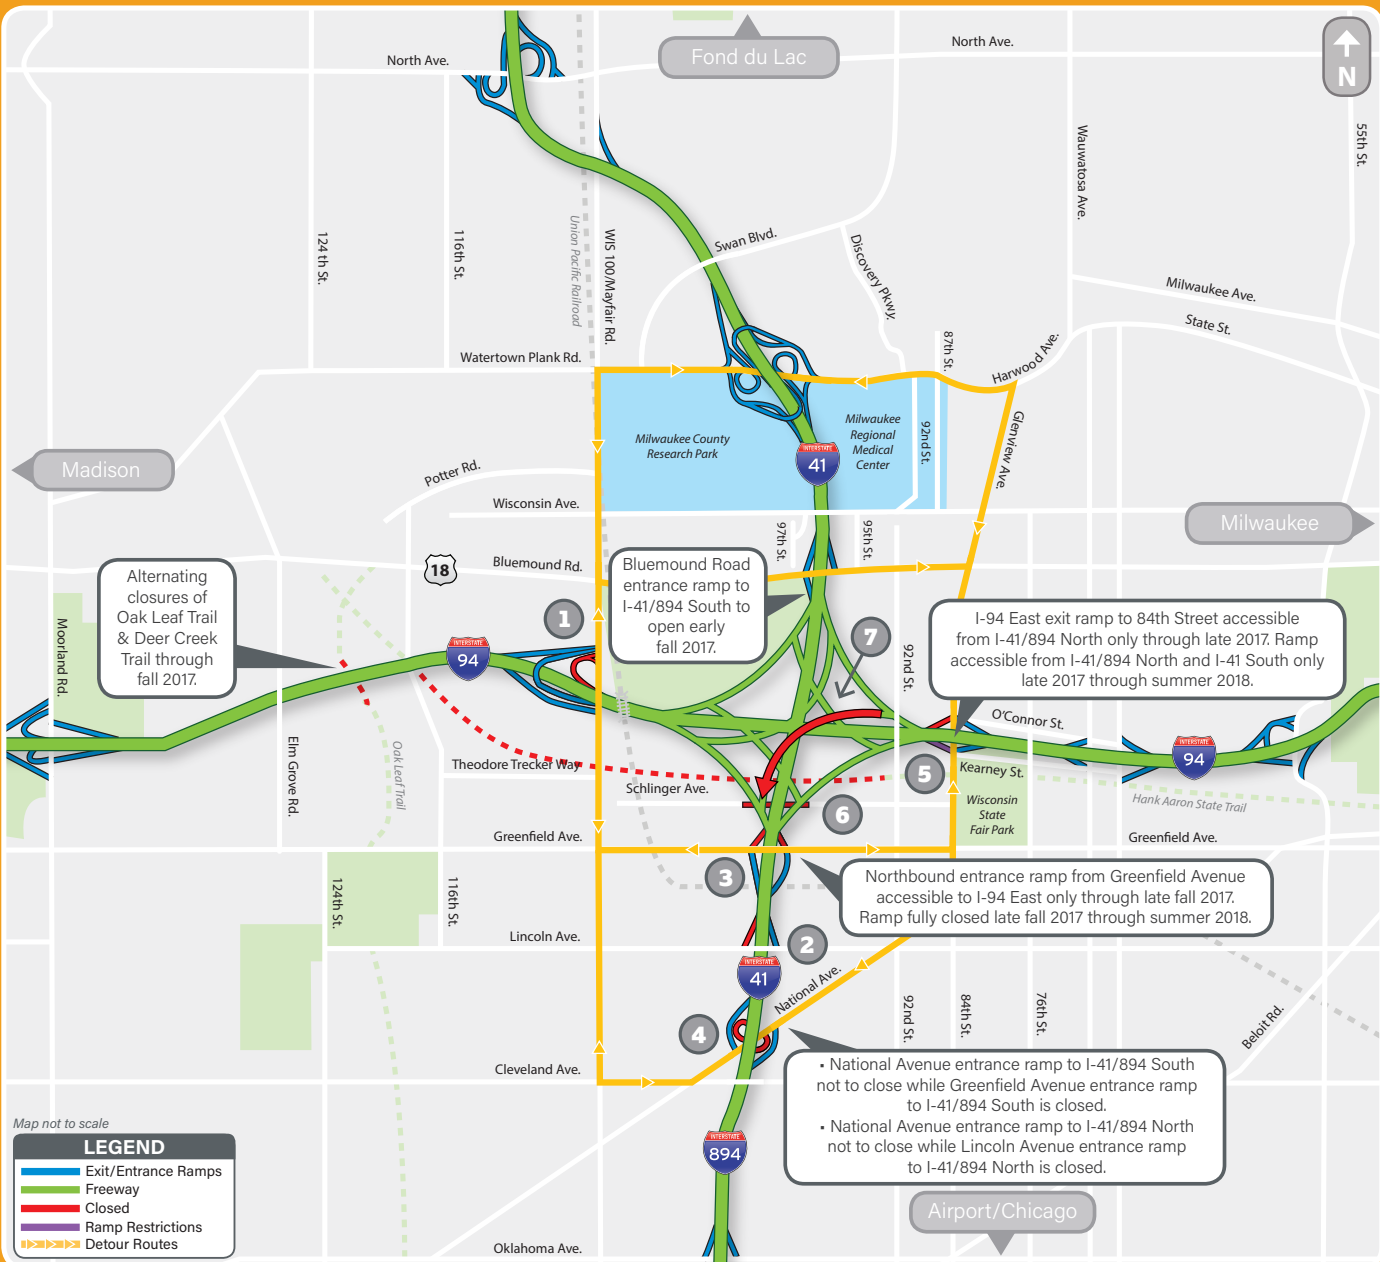 Fond du Lac
North Ave.
North Ave.
N
55th St.
Wauwatosa Ave.
124 th St.
116th St.
Union Pacific Railroad
WIS 100/Mayfair Rd.
Swan Blvd.
Discovery Pkwy.
Milwaukee Ave.
State St.
87th St.
Harwood Ave.
Watertown Plank Rd.
Glenview Ave.
Milwaukee County
Research Park
Milwaukee
Regional
Medical
Center
92nd St.
INTERSTATE
41
Madison
Potter Rd.
Wisconsin Ave.
Milwaukee
97th St.
95th St.
18
Bluemound Rd.
Alternating
closures of
Oak Leaf Trail
& Deer Creek
Trail through
fall 2017.
Bluemound Road
entrance ramp to
I-41/894 South to
open early
fall 2017.
1
7
I-94 East exit ramp to 84th Street accessible
from I-41/894 North only through late 2017. Ramp
accessible from I-41/894 North and I-41 South only
late 2017 through summer 2018.
Moorland Rd.
INTERSTATE
94
92nd St.
O'Connor St.
INTERSTATE
94
Elm Grove Rd.
Oak Leaf Trail
Theodore Trecker Way
Schlinger Ave.
5
Kearney St.
Hank Aaron State Trail
Wisconsin
State
Fair Park
6
Greenfield Ave.
Greenfield Ave.
3
Northbound entrance ramp from Greenfield Avenue
accessible to I-94 East only through late fall 2017.
Ramp fully closed late fall 2017 through summer 2018.
124th St.
116th St.
Lincoln Ave.
2
INTERSTATE
41
National Ave.
92nd St.
84th St.
76th St.
Beloit Rd.
4
Cleveland Ave.
• National Avenue entrance ramp to I-41/894 South
not to close while Greenfield Avenue entrance ramp
to I-41/894 South is closed.
• National Avenue entrance ramp to I-41/894 North
not to close while Lincoln Avenue entrance ramp
to I-41/894 North is closed.
INTERSTATE
894
Airport/Chicago
Oklahoma Ave.
Map not to scale
LEGEND
Exit/Entrance Ramps
Freeway
Closed
Ramp Restrictions
Detour Routes